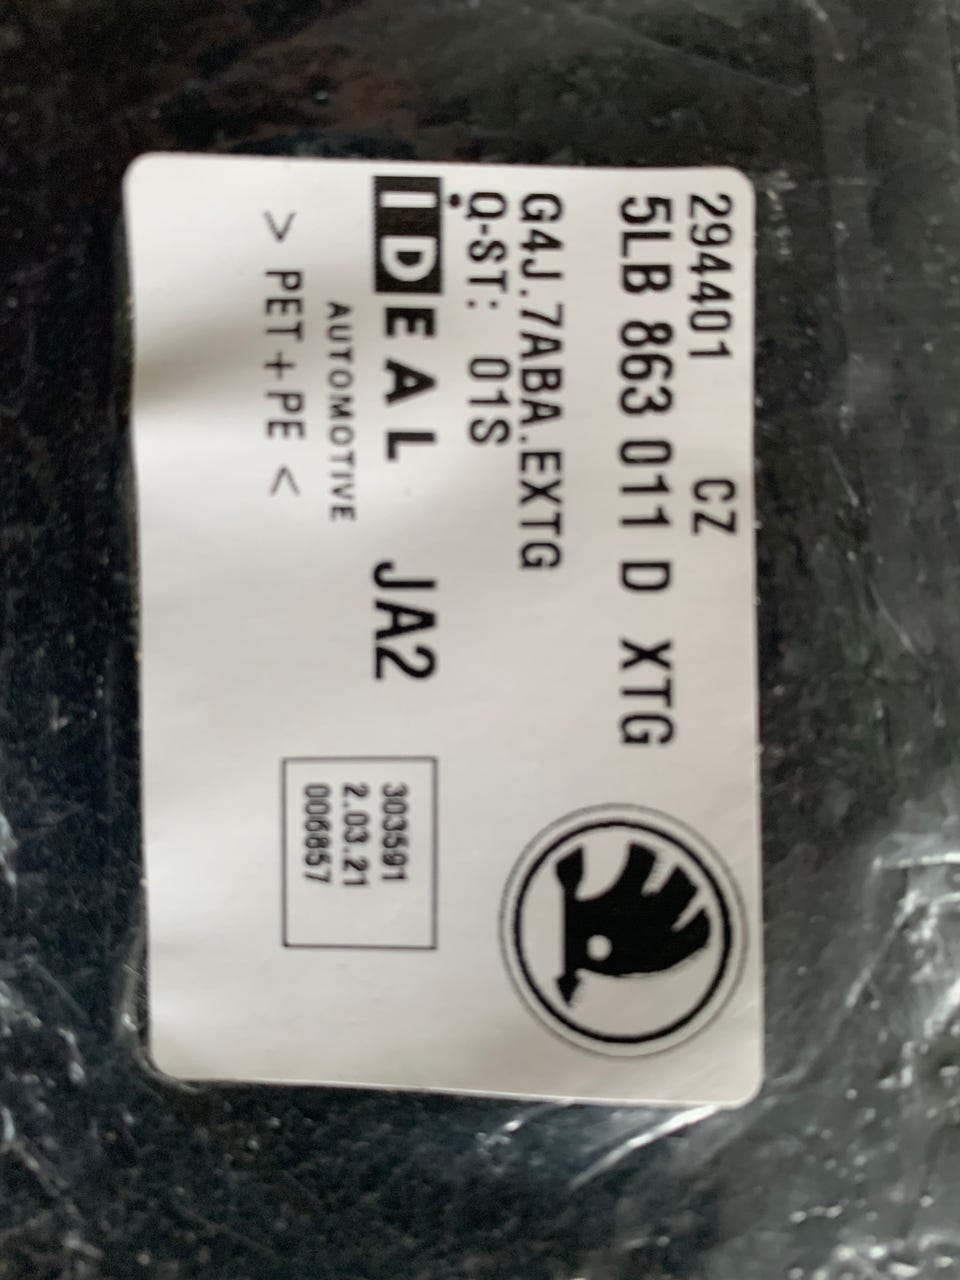 294401 CZ
5LB 863 011 D XTG
G4J.7ABA.EXTG
Q-ST: 01S
IDEAL JA2
AUTOMOTIVE
> PET+PE <
303591
2.03.21
006857